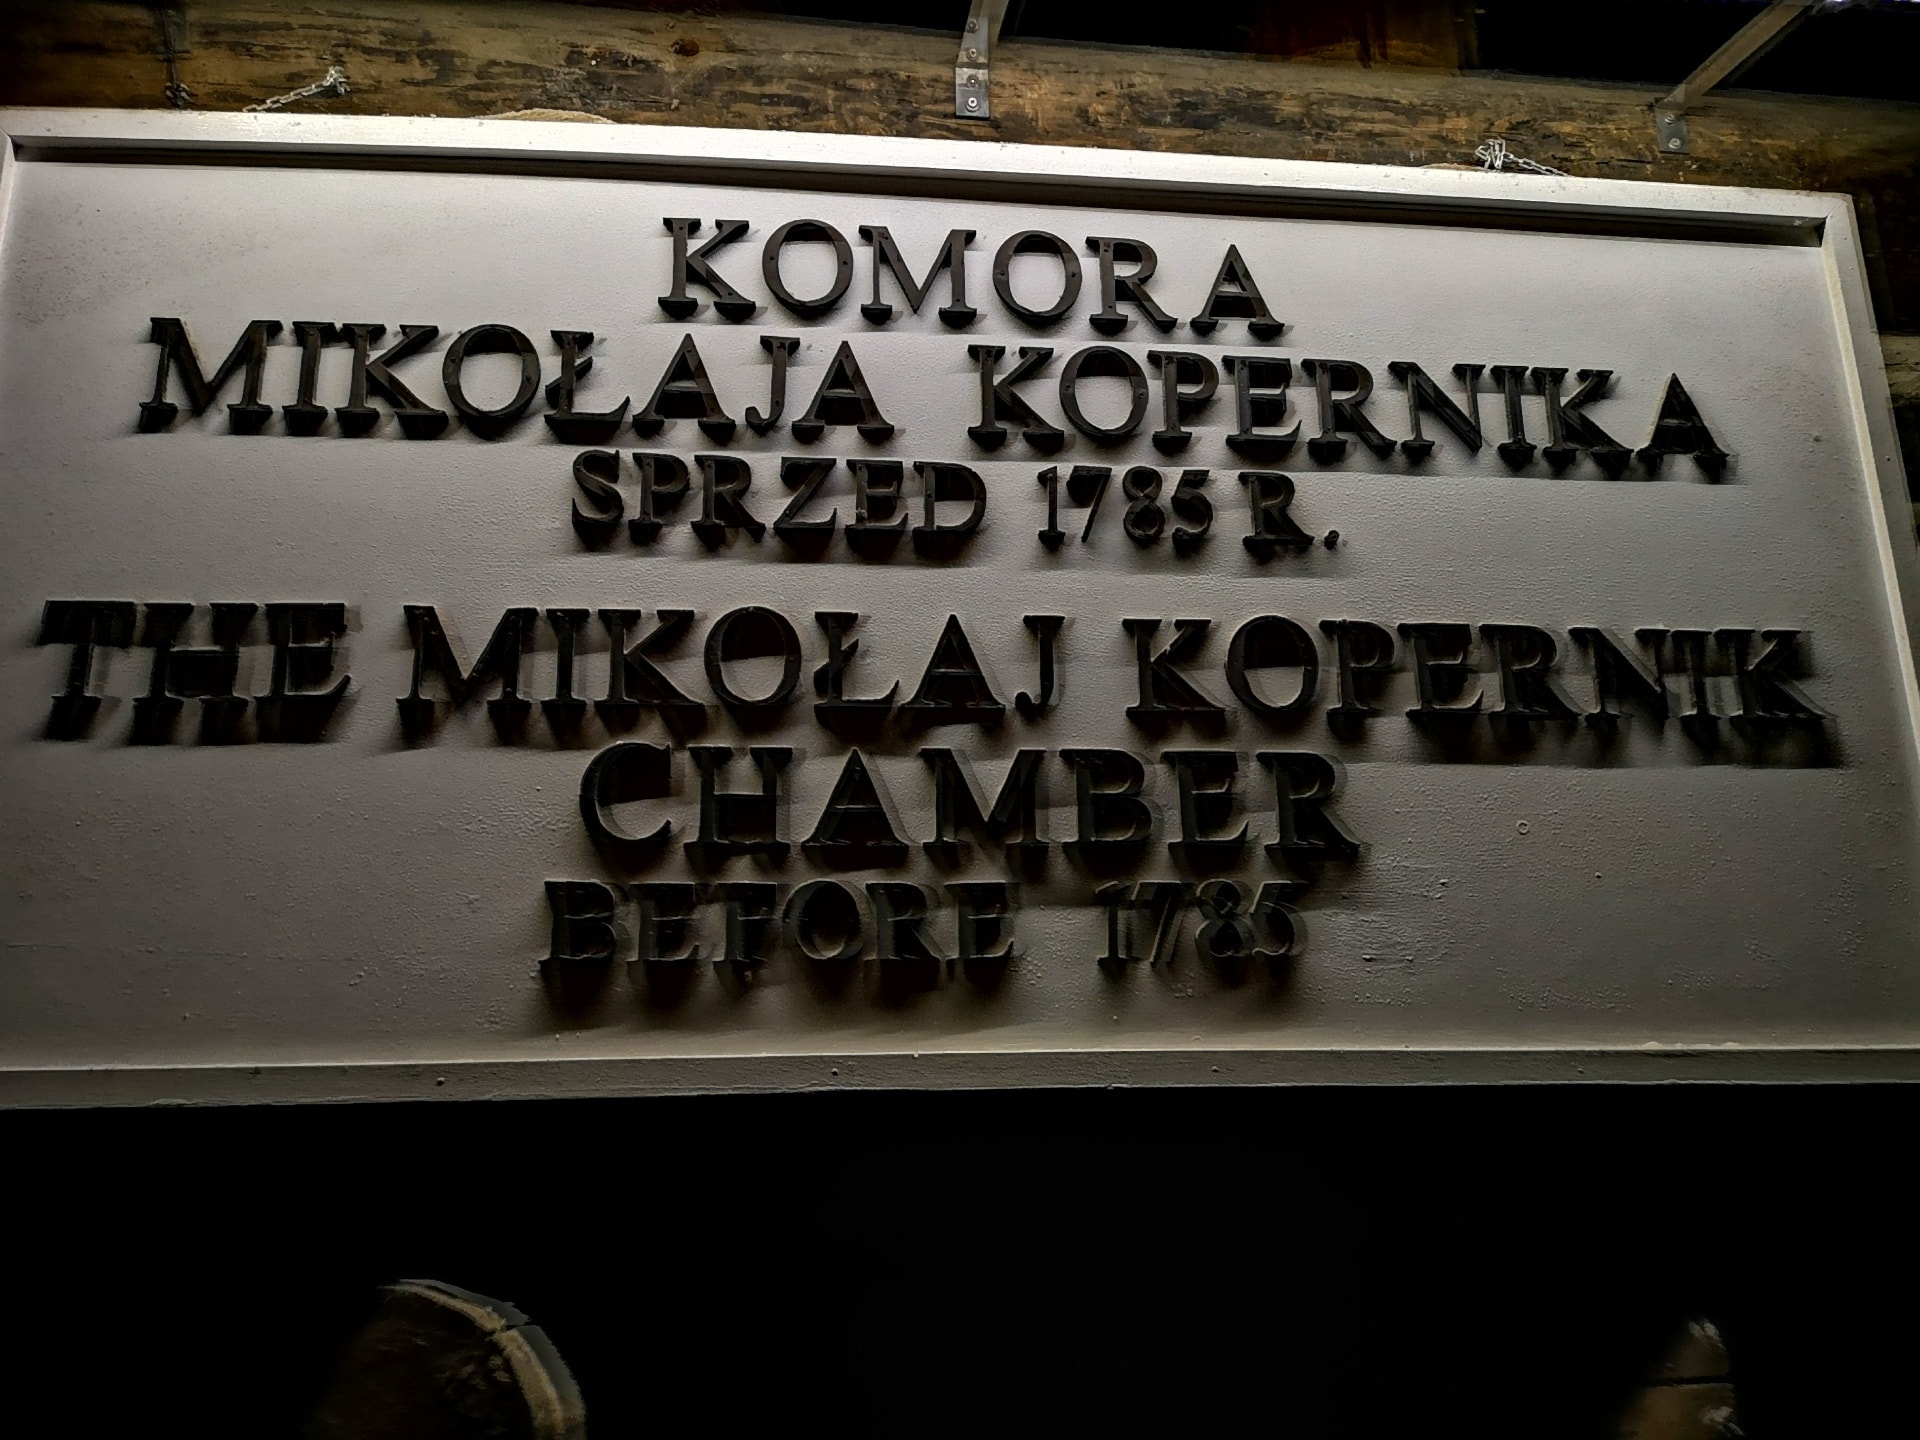 KOMORA
MIKOŁAJA KOPERNIKA
SPRZED 1785 R.
THE MIKOŁAJ KOPERNIK
CHAMBER
BEFORE 1785